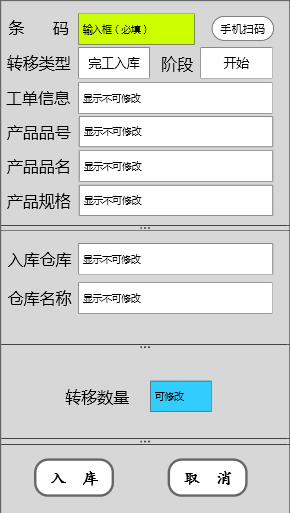 条 码 输入框（必填） 手机扫码
转移类型 完工入库 阶段 开始
工单信息 显示不可修改
产品品号 显示不可修改
产品品名 显示不可修改
产品规格 显示不可修改
入库仓库 显示不可修改
仓库名称 显示不可修改
转移数量 可修改
入 库 取 消